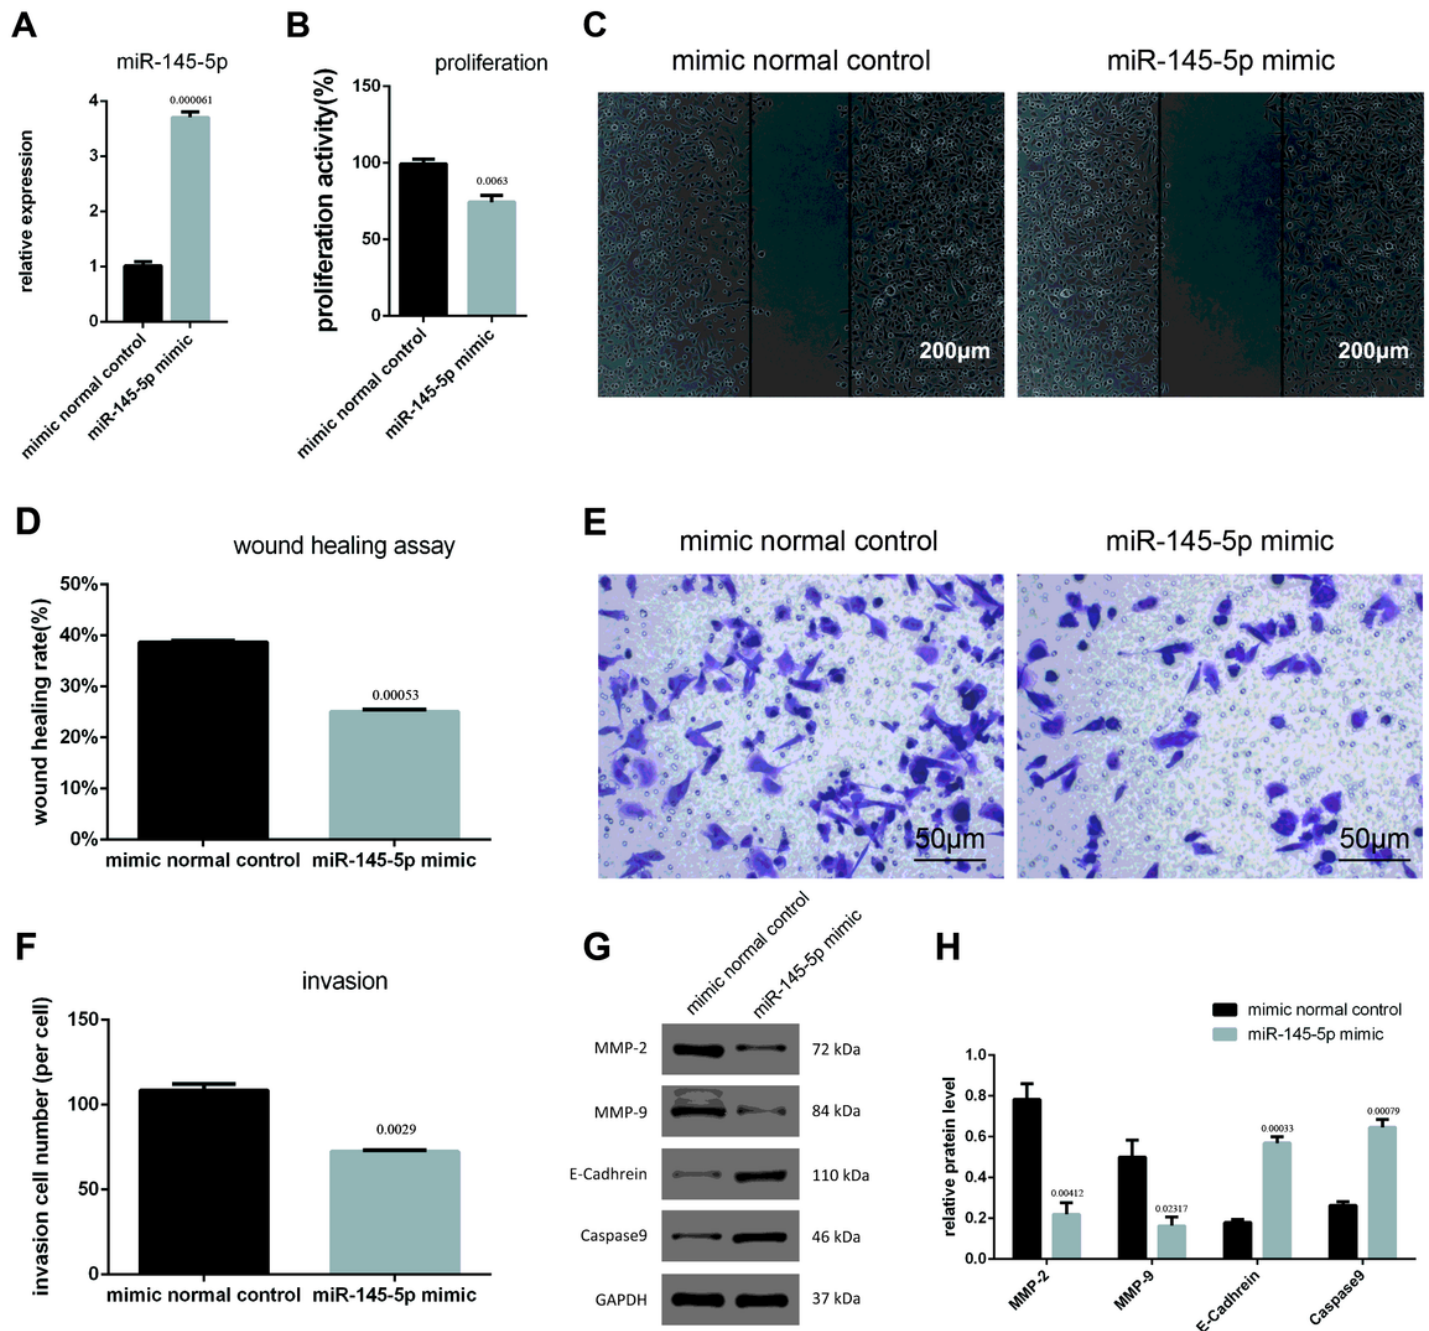 A
miR-145-5p
relative expression
4
3
2
1
0
0.000061
mimic normal control
miR-145-5p mimic
B
proliferation
proliferation activity(%)
150
100
50
0
0.0063
mimic normal control
miR-145-5p mimic
C
mimic normal control
miR-145-5p mimic
200µm
200µm
D
wound healing assay
wound healing rate(%)
50%
40%
30%
20%
10%
0%
0.00053
mimic normal control
miR-145-5p mimic
E
mimic normal control
miR-145-5p mimic
50µm
50µm
F
invasion
invasion cell number (per cell)
150
100
50
0
0.0029
mimic normal control
miR-145-5p mimic
G
mimic normal control
miR-145-5p mimic
MMP-2
72 kDa
MMP-9
84 kDa
E-Cadhrein
110 kDa
Caspase9
46 kDa
GAPDH
37 kDa
H
mimic normal control
miR-145-5p mimic
relative pratein level
1.0
0.8
0.6
0.4
0.2
0.0
0.00412
0.02317
0.00033
0.00079
MMP-2
MMP-9
E-Cadhrein
Caspase9